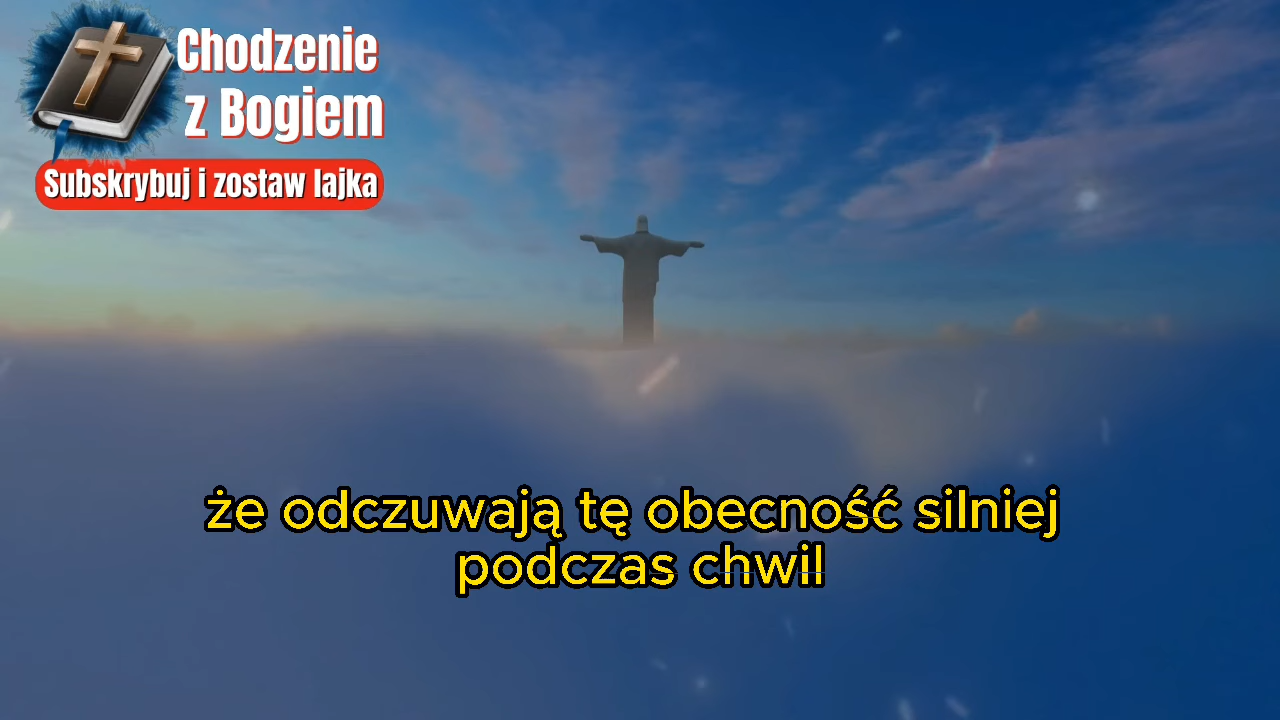 Chodzenie
z Bogiem
Subskrybuj i zostaw lajka
że odczuwają tę obecność silniej
podczas chwil